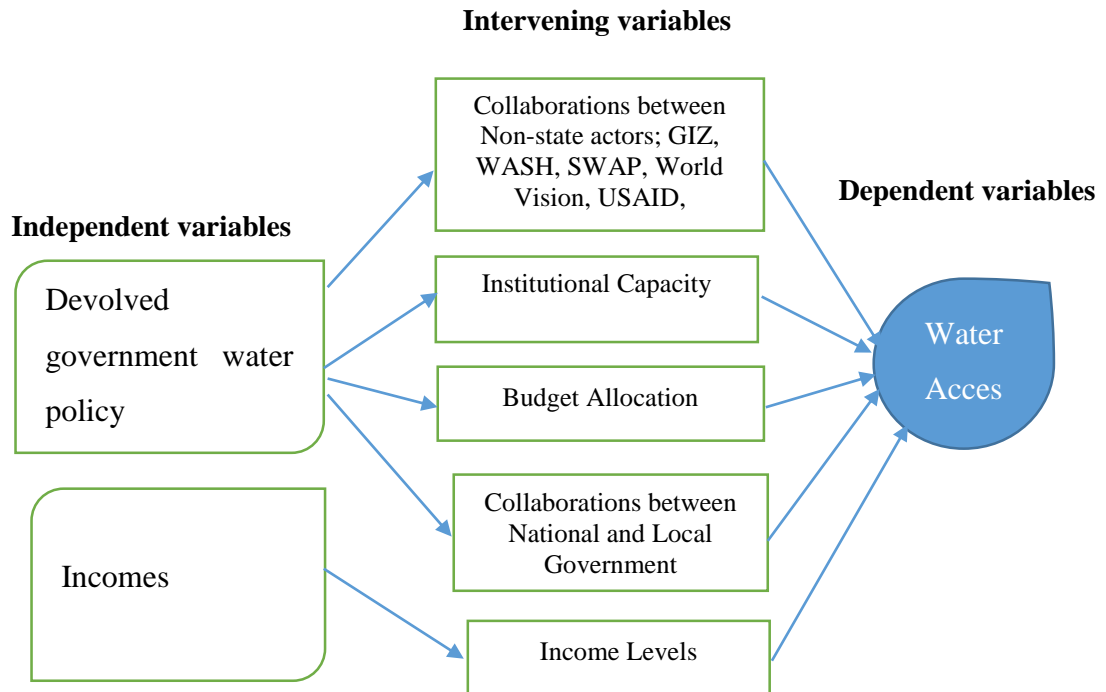 Intervening variables
Collaborations between
Non-state actors; GIZ,
WASH, SWAP, World
Vision, USAID,
Dependent variables
Independent variables
Devolved
government water
policy
Institutional Capacity
Water
Acces
Budget Allocation
Collaborations between
National and Local
Government
Incomes
Income Levels